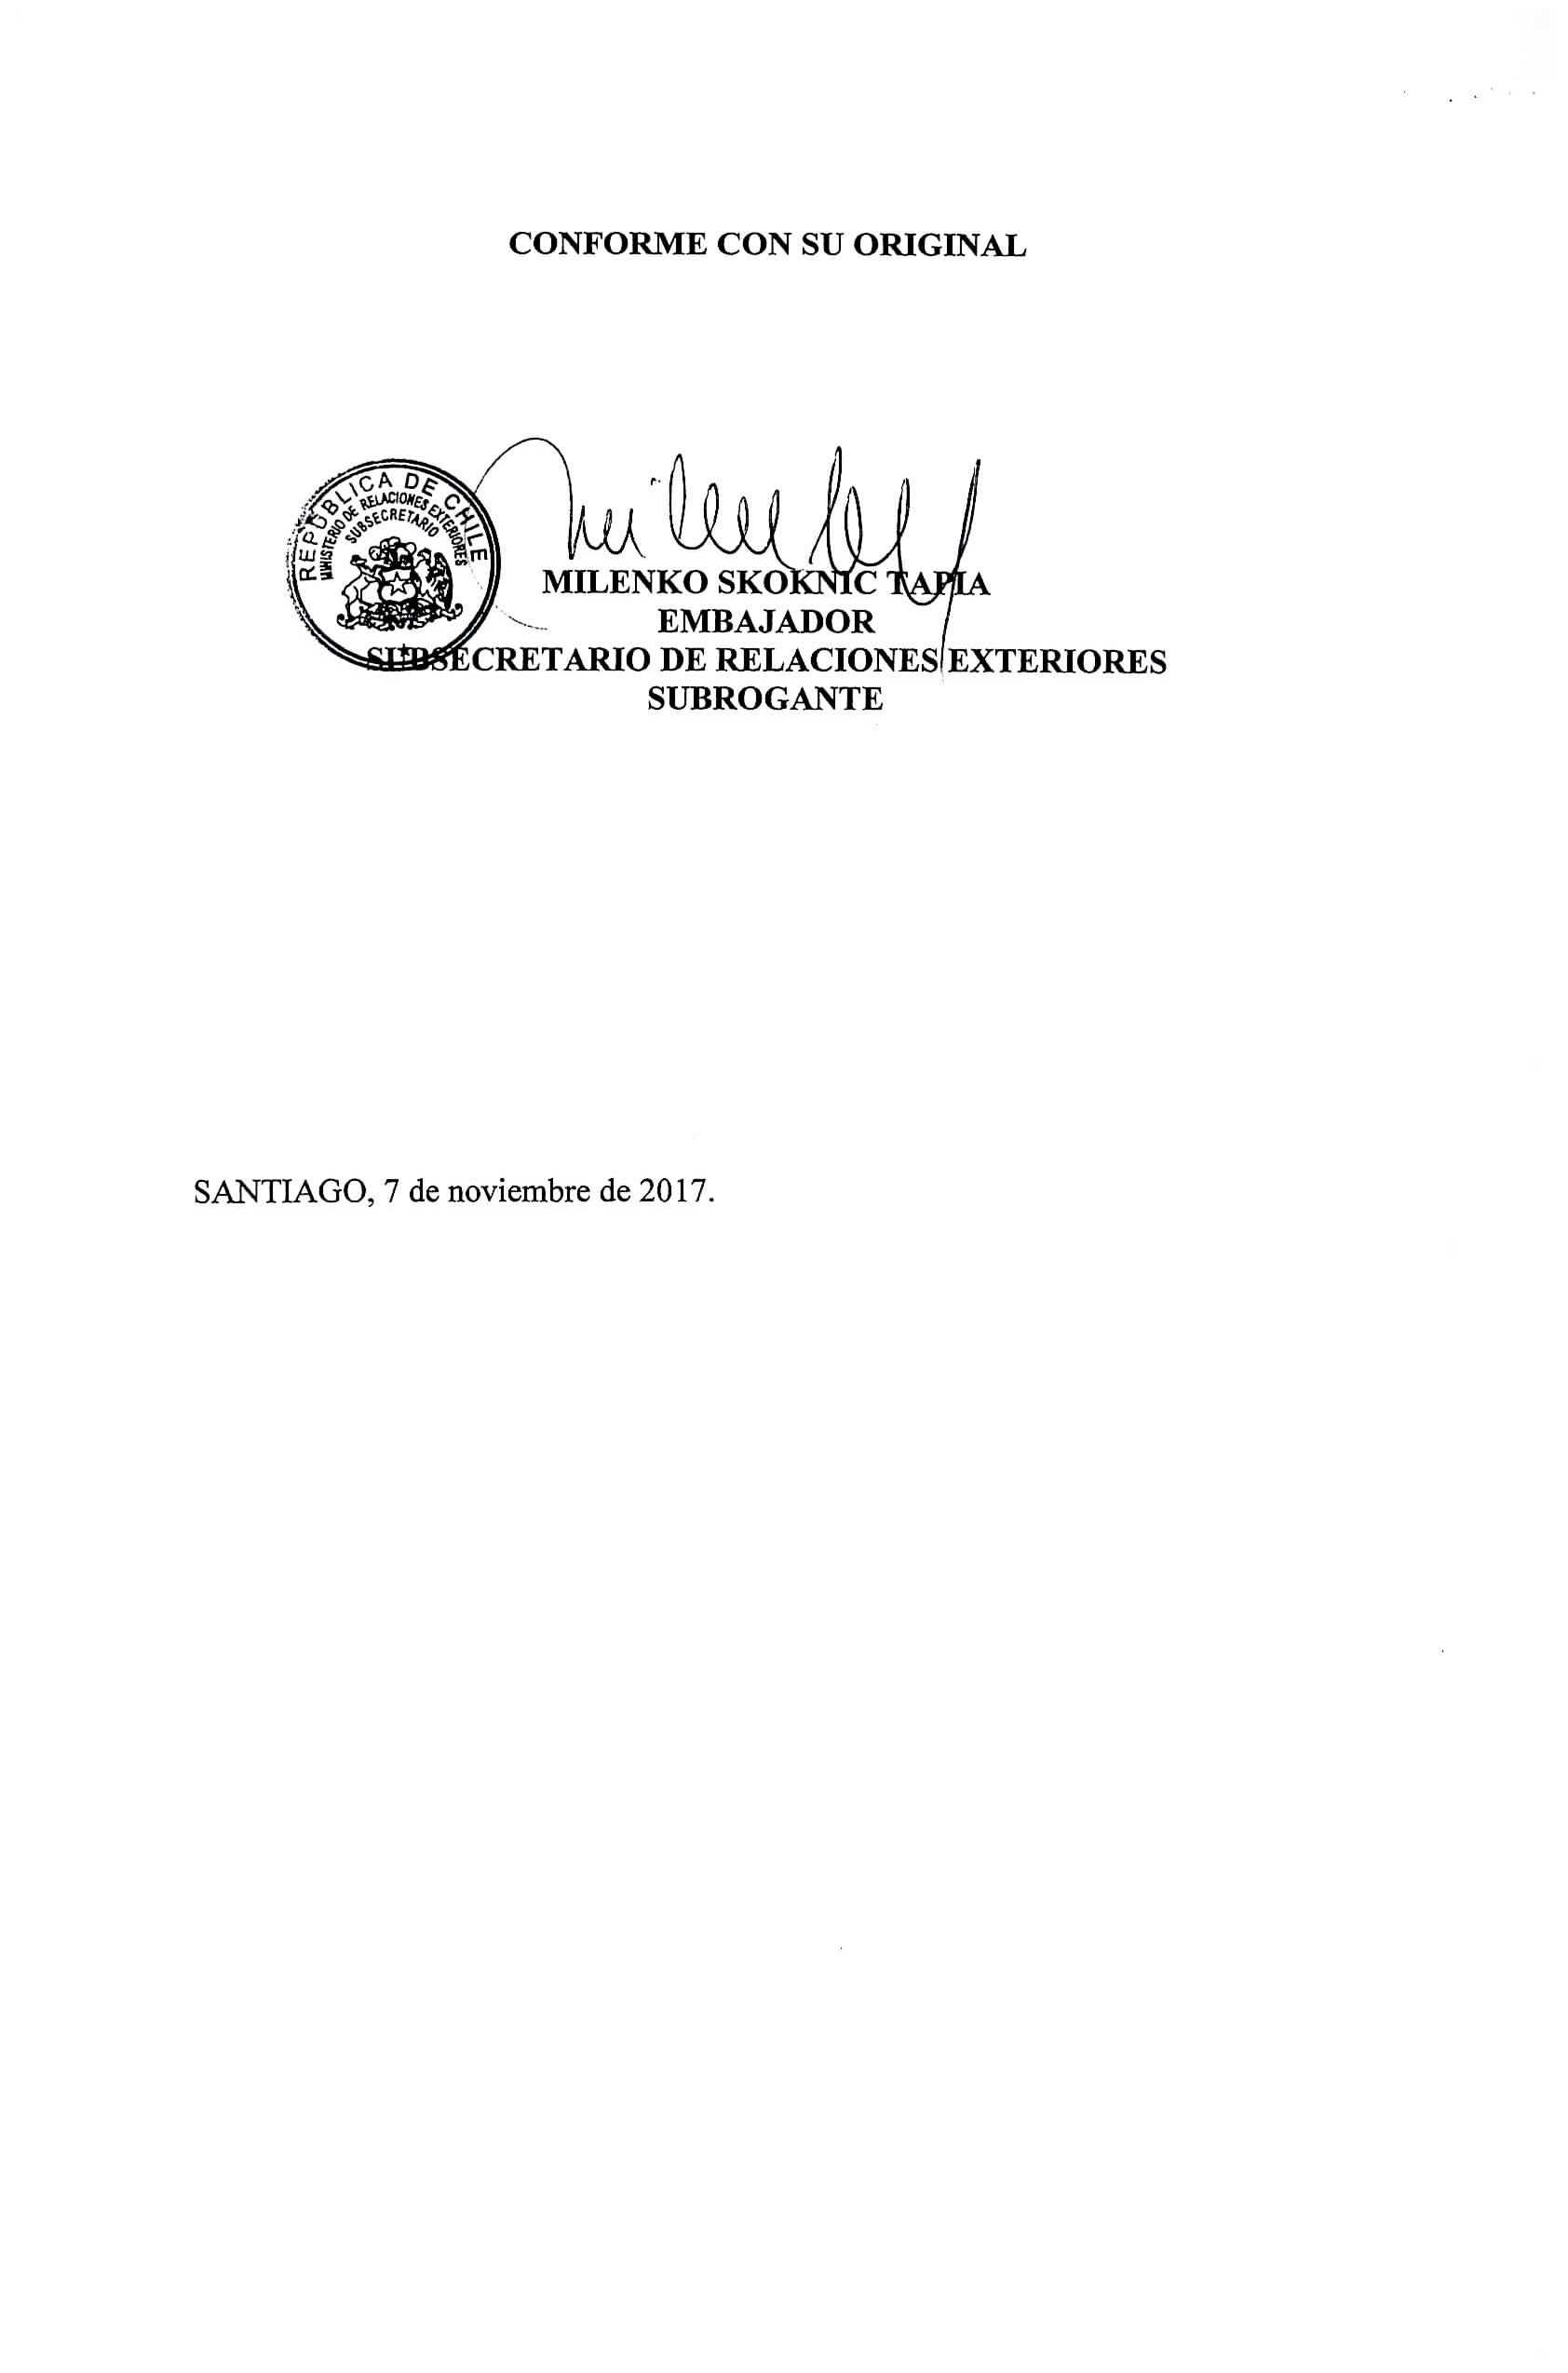 CONFORME CON SU ORIGINAL
REPÚBLICA DE CHILE
MINISTERIO DE RELACIONES EXTERIORES
SUBSECRETARIO
MILENKO SKOKNIC TAPIA
EMBAJADOR
SUBSECRETARIO DE RELACIONES EXTERIORES
SUBROGANTE
SANTIAGO, 7 de noviembre de 2017.